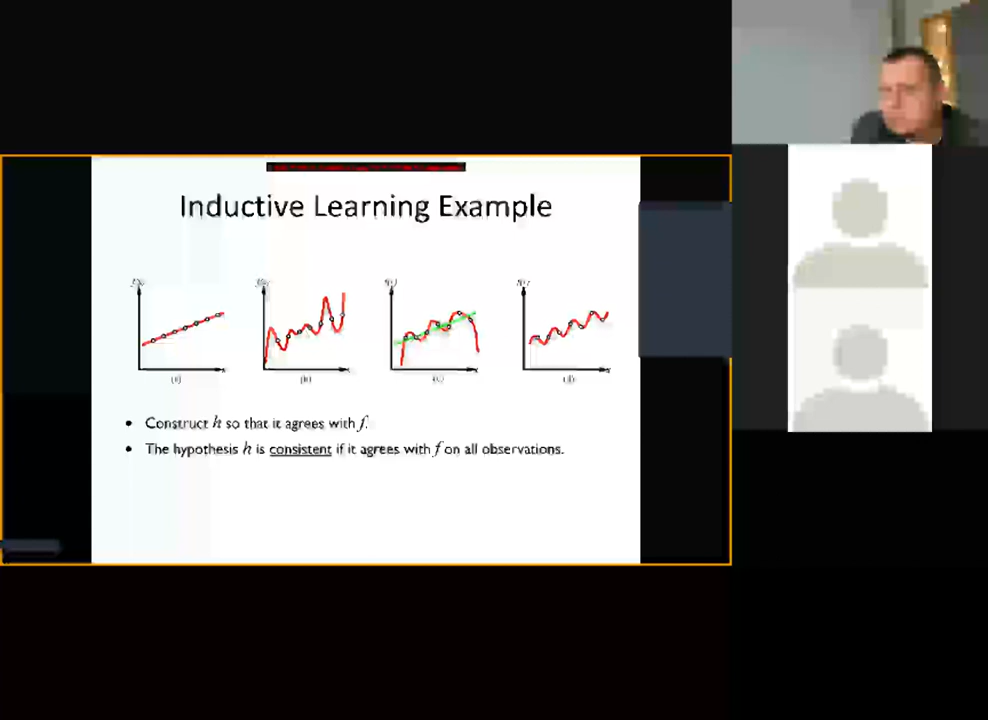 Inductive Learning Example
Construct h so that it agrees with f.
The hypothesis h is consistent if it agrees with f on all observations.